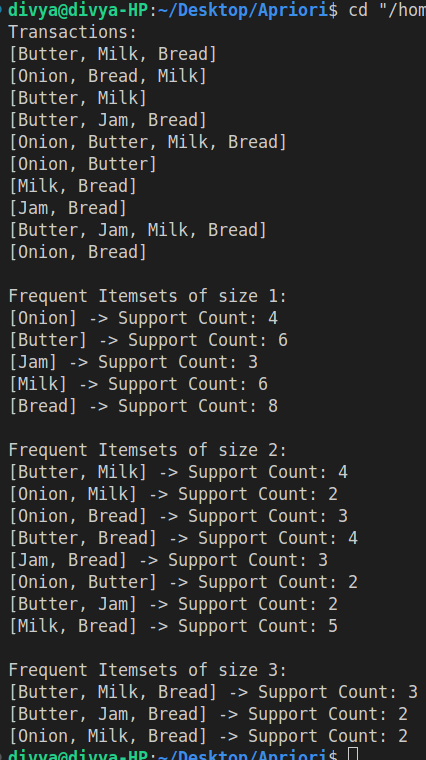 divya@divya-HP:~/Desktop/Apriori$ cd "/hom
Transactions:
[Butter, Milk, Bread]
[Onion, Bread, Milk]
[Butter, Milk]
[Butter, Jam, Bread]
[Onion, Butter, Milk, Bread]
[Onion, Butter]
[Milk, Bread]
[Jam, Bread]
[Butter, Jam, Milk, Bread]
[Onion, Bread]

Frequent Itemsets of size 1:
[Onion] -> Support Count: 4
[Butter] -> Support Count: 6
[Jam] -> Support Count: 3
[Milk] -> Support Count: 6
[Bread] -> Support Count: 8

Frequent Itemsets of size 2:
[Butter, Milk] -> Support Count: 4
[Onion, Milk] -> Support Count: 2
[Onion, Bread] -> Support Count: 3
[Butter, Bread] -> Support Count: 4
[Jam, Bread] -> Support Count: 3
[Onion, Butter] -> Support Count: 2
[Butter, Jam] -> Support Count: 2
[Milk, Bread] -> Support Count: 5

Frequent Itemsets of size 3:
[Butter, Milk, Bread] -> Support Count: 3
[Butter, Jam, Bread] -> Support Count: 2
[Onion, Milk, Bread] -> Support Count: 2
divya@divya-HP:~/Desktop/Apriori$